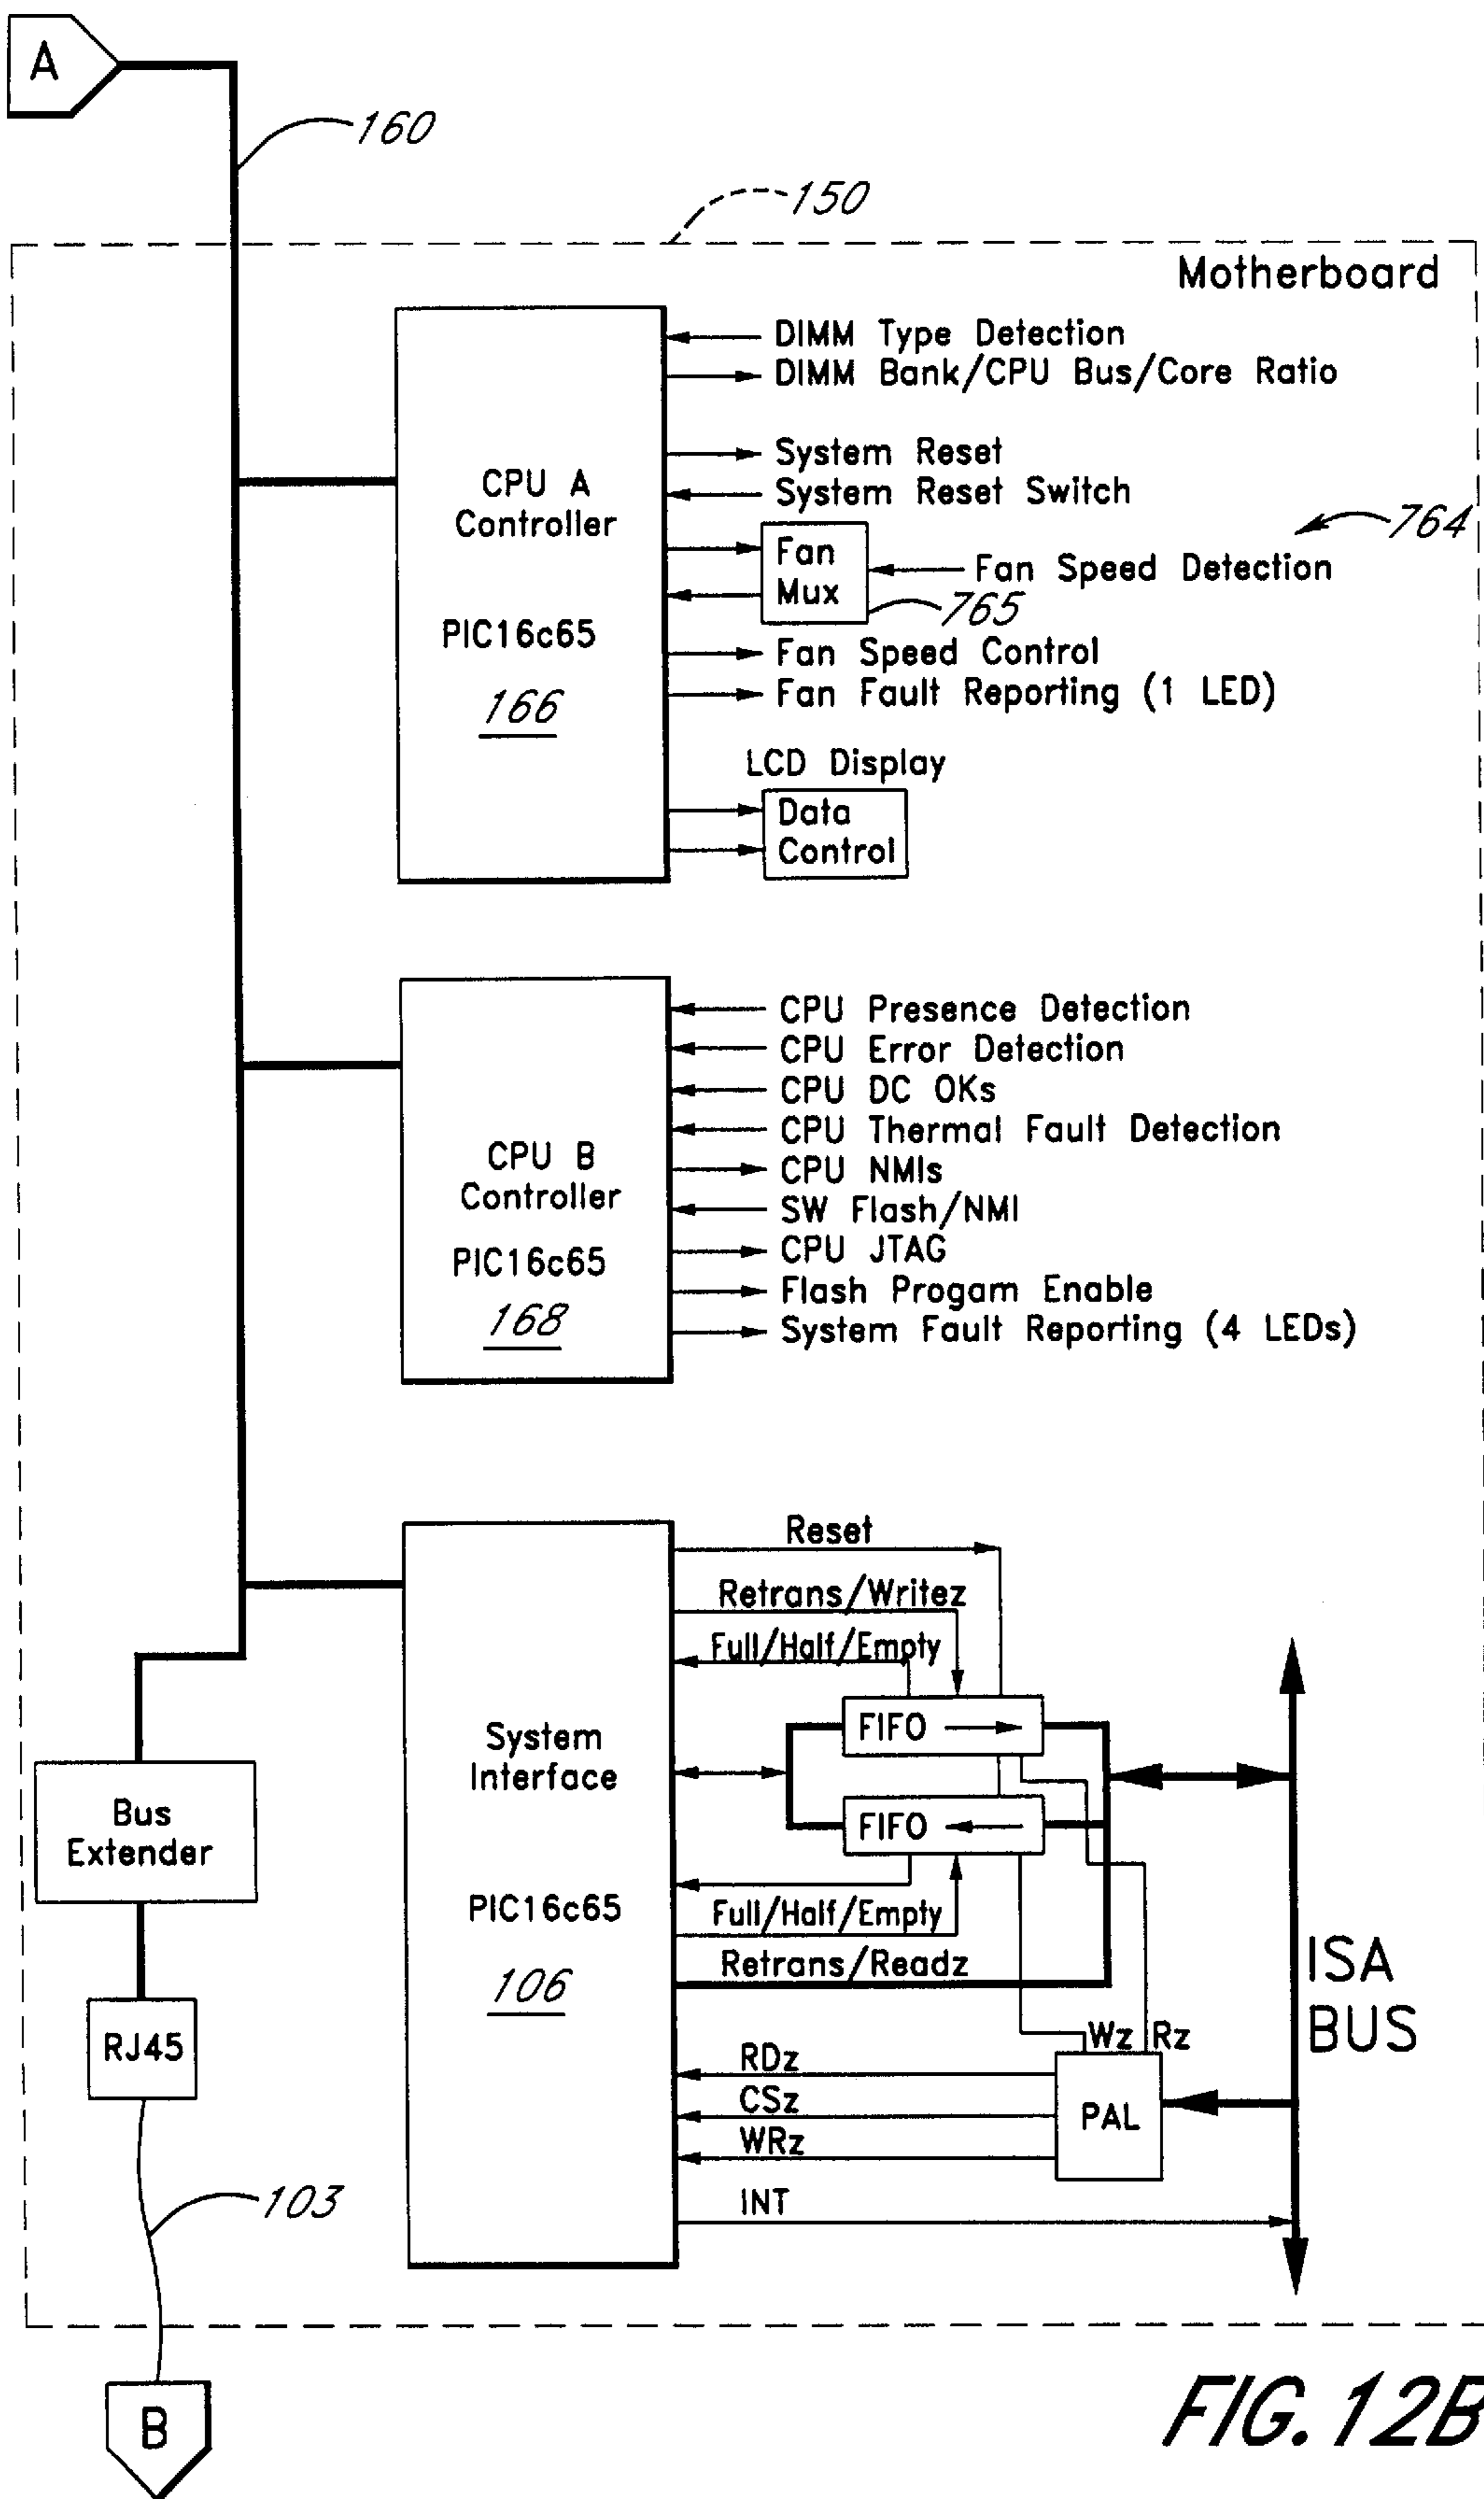 A
160
150
Motherboard
CPU A
Controller
PIC16c65
166
DIMM Type Detection
DIMM Bank/CPU Bus/Core Ratio
System Reset
System Reset Switch
764
Fan
Mux
Fan Speed Detection
765
Fan Speed Control
Fan Fault Reporting (1 LED)
LCD Display
Data
Control
CPU B
Controller
PIC16c65
168
CPU Presence Detection
CPU Error Detection
CPU DC OKs
CPU Thermal Fault Detection
CPU NMIs
SW Flash/NMI
CPU JTAG
Flash Progam Enable
System Fault Reporting (4 LEDs)
System
Interface
PIC16c65
106
Reset
Retrans/Writez
Full/Half/Empty
FIFO
FIFO
Full/Half/Empty
Retrans/Readz
Wz Rz
RDz
CSz
WRz
INT
PAL
ISA
BUS
Bus
Extender
RJ45
103
B
FIG. 12B